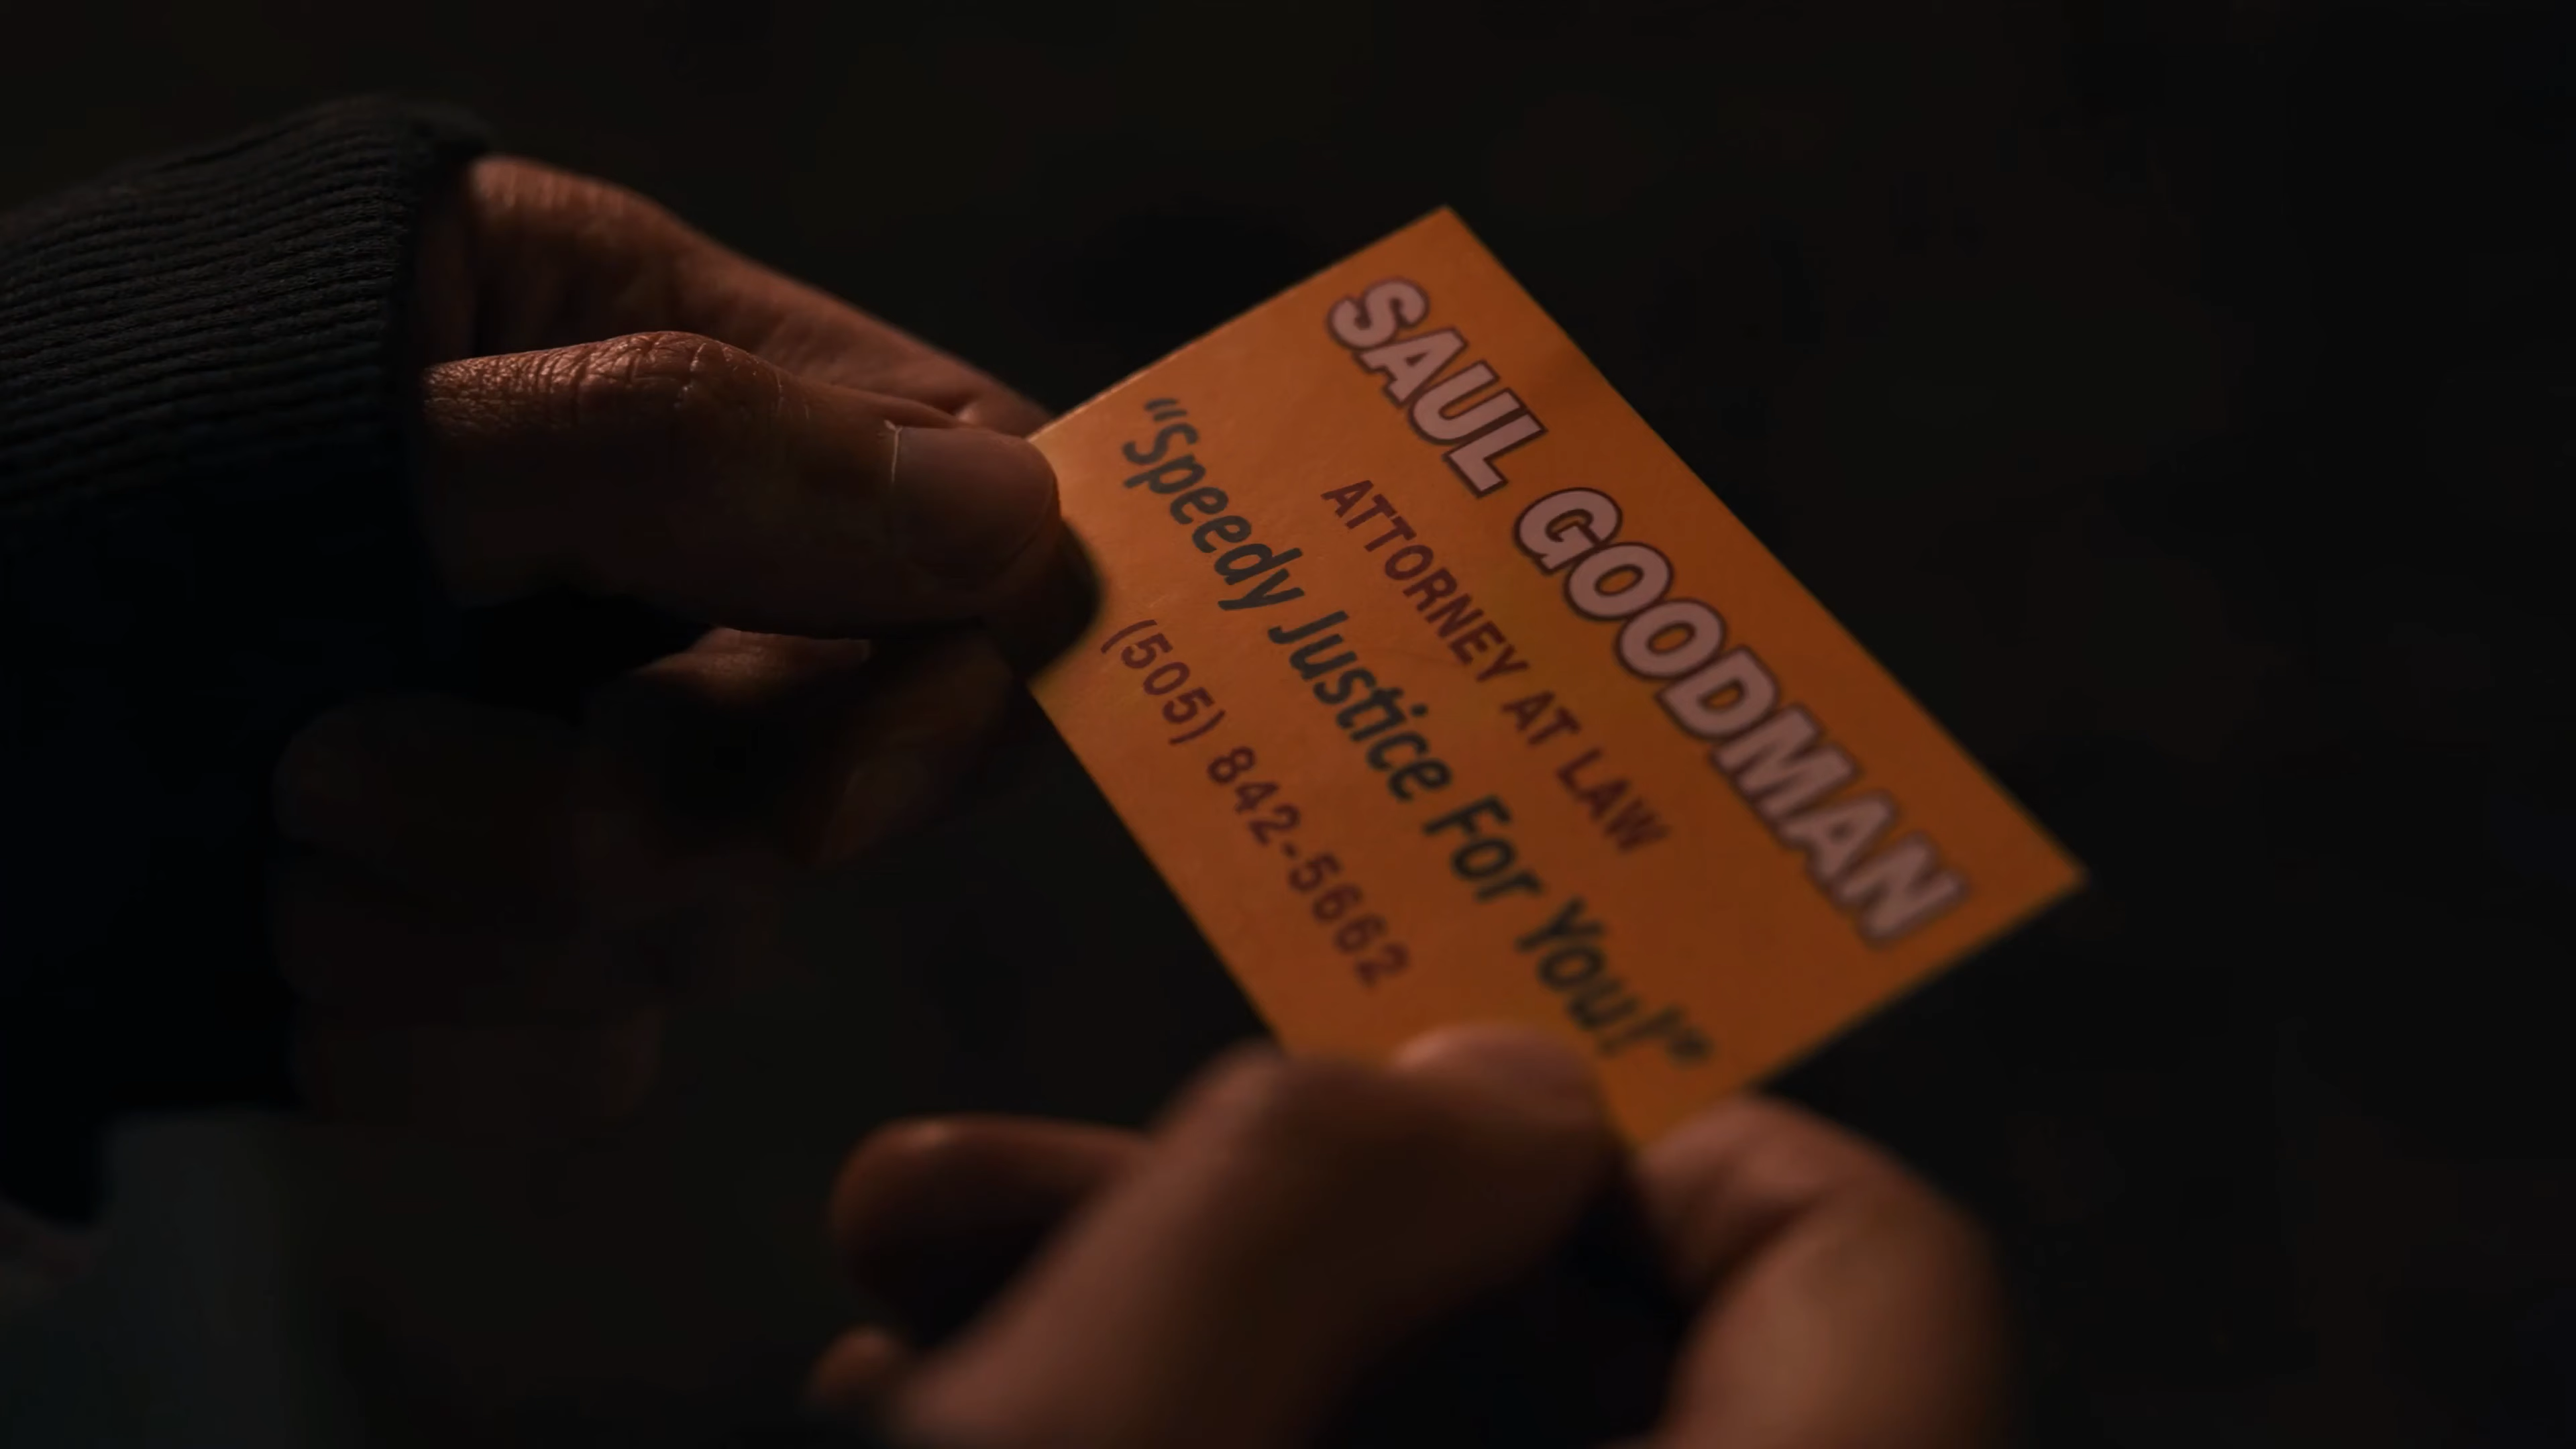 SAUL GOODMAN
ATTORNEY AT LAW
“Speedy Justice For You!”
(505) 842-5662